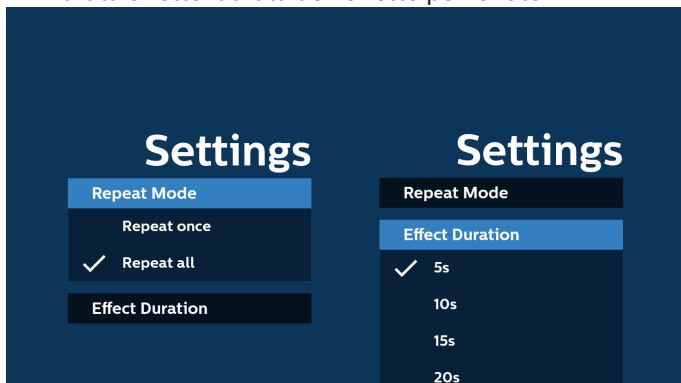 Settings
Repeat Mode
Repeat once
Repeat all
Effect Duration
Settings
Repeat Mode
Effect Duration
5s
10s
15s
20s